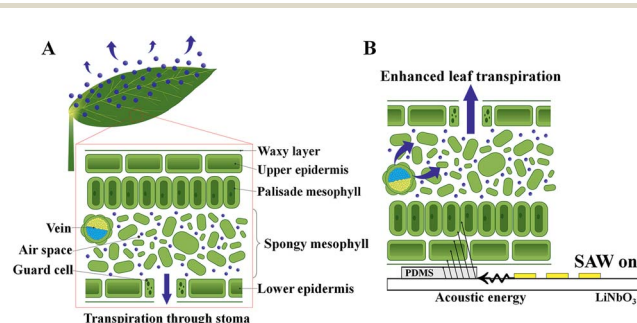 A
Waxy layer
Upper epidermis
Palisade mesophyll
Vein
Air space
Spongy mesophyll
Guard cell
Lower epidermis
Transpiration through stoma
B
Enhanced leaf transpiration
SAW on
PDMS
Acoustic energy
LiNbO3